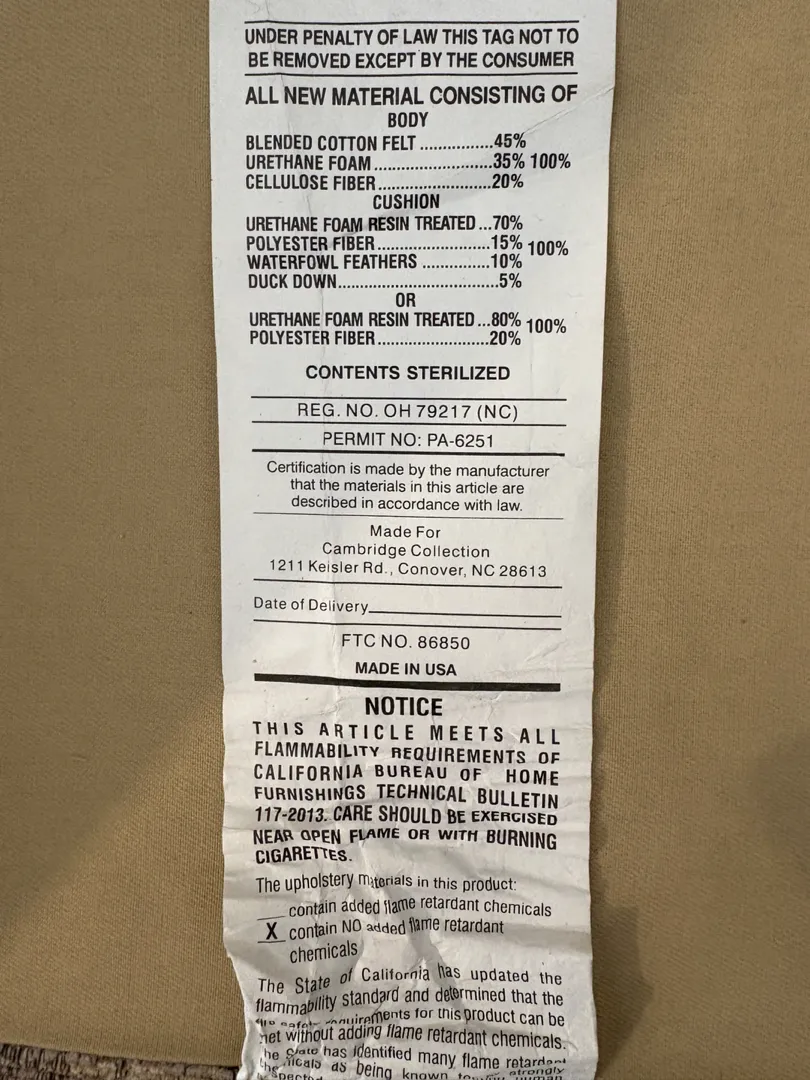 UNDER PENALTY OF LAW THIS TAG NOT TO
BE REMOVED EXCEPT BY THE CONSUMER
ALL NEW MATERIAL CONSISTING OF
BODY
BLENDED COTTON FELT ...............45%
URETHANE FOAM.........................35% 100%
CELLULOSE FIBER........................20%
CUSHION
URETHANE FOAM RESIN TREATED ...70%
POLYESTER FIBER........................15% 100%
WATERFOWL FEATHERS ..............10%
DUCK DOWN..................................5%
OR
URETHANE FOAM RESIN TREATED ...80% 100%
POLYESTER FIBER........................20%
CONTENTS STERILIZED
REG. NO. OH 79217 (NC)
PERMIT NO: PA-6251
Certification is made by the manufacturer
that the materials in this article are
described in accordance with law.
Made For
Cambridge Collection
1211 Keisler Rd., Conover, NC 28613
Date of Delivery
FTC NO. 86850
MADE IN USA
NOTICE
THIS ARTICLE MEETS ALL
FLAMMABILITY REQUIREMENTS OF
CALIFORNIA BUREAU OF HOME
FURNISHINGS TECHNICAL BULLETIN
117-2013. CARE SHOULD BE EXERCISED
NEAR OPEN FLAME OR WITH BURNING
CIGARETTES.
The upholstery materials in this product:
contain added flame retardant chemicals
X contain NO added flame retardant
chemicals
The State of California has updated the
flammability standard and determined that the
fire safety requirements for this product can be
met without adding flame retardant chemicals.
The State has identified many flame retardant
chemicals as being known to strongly